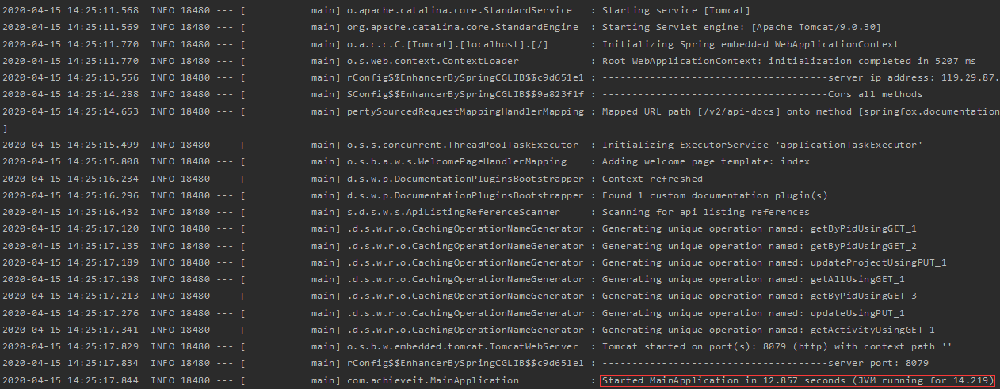 2020-04-15 14:25:11.568  INFO 18480 --- [           main] o.apache.catalina.core.StandardService   : Starting service [Tomcat]
2020-04-15 14:25:11.569  INFO 18480 --- [           main] org.apache.catalina.core.StandardEngine  : Starting Servlet engine: [Apache Tomcat/9.0.30]
2020-04-15 14:25:11.770  INFO 18480 --- [           main] o.a.c.c.C.[Tomcat].[localhost].[/]       : Initializing Spring embedded WebApplicationContext
2020-04-15 14:25:11.770  INFO 18480 --- [           main] o.s.web.context.ContextLoader            : Root WebApplicationContext: initialization completed in 5207 ms
2020-04-15 14:25:13.556  INFO 18480 --- [           main] rConfig$$EnhancerBySpringCGLIB$$c9d651e1 : --------------------------------------server ip address: 119.29.87.
2020-04-15 14:25:14.288  INFO 18480 --- [           main] SConfig$$EnhancerBySpringCGLIB$$9a823f1f : --------------------------------------Cors all methods
2020-04-15 14:25:14.653  INFO 18480 --- [           main] pertySourcedRequestMappingHandlerMapping : Mapped URL path [/v2/api-docs] onto method [springfox.documentation
]
2020-04-15 14:25:15.499  INFO 18480 --- [           main] o.s.s.concurrent.ThreadPoolTaskExecutor  : Initializing ExecutorService 'applicationTaskExecutor'
2020-04-15 14:25:15.808  INFO 18480 --- [           main] o.s.b.a.w.s.WelcomePageHandlerMapping    : Adding welcome page template: index
2020-04-15 14:25:16.234  INFO 18480 --- [           main] d.s.w.p.DocumentationPluginsBootstrapper : Context refreshed
2020-04-15 14:25:16.296  INFO 18480 --- [           main] d.s.w.p.DocumentationPluginsBootstrapper : Found 1 custom documentation plugin(s)
2020-04-15 14:25:16.432  INFO 18480 --- [           main] s.d.s.w.s.ApiListingReferenceScanner     : Scanning for api listing references
2020-04-15 14:25:17.120  INFO 18480 --- [           main] .d.s.w.r.o.CachingOperationNameGenerator : Generating unique operation named: getByPidUsingGET_1
2020-04-15 14:25:17.135  INFO 18480 --- [           main] .d.s.w.r.o.CachingOperationNameGenerator : Generating unique operation named: getByPidUsingGET_2
2020-04-15 14:25:17.189  INFO 18480 --- [           main] .d.s.w.r.o.CachingOperationNameGenerator : Generating unique operation named: updateProjectUsingPUT_1
2020-04-15 14:25:17.198  INFO 18480 --- [           main] .d.s.w.r.o.CachingOperationNameGenerator : Generating unique operation named: getAllUsingGET_1
2020-04-15 14:25:17.213  INFO 18480 --- [           main] .d.s.w.r.o.CachingOperationNameGenerator : Generating unique operation named: getByPidUsingGET_3
2020-04-15 14:25:17.276  INFO 18480 --- [           main] .d.s.w.r.o.CachingOperationNameGenerator : Generating unique operation named: updateUsingPUT_1
2020-04-15 14:25:17.341  INFO 18480 --- [           main] .d.s.w.r.o.CachingOperationNameGenerator : Generating unique operation named: getActivityUsingGET_1
2020-04-15 14:25:17.829  INFO 18480 --- [           main] o.s.b.w.embedded.tomcat.TomcatWebServer  : Tomcat started on port(s): 8079 (http) with context path ''
2020-04-15 14:25:17.834  INFO 18480 --- [           main] rConfig$$EnhancerBySpringCGLIB$$c9d651e1 : --------------------------------------server port: 8079
2020-04-15 14:25:17.844  INFO 18480 --- [           main] com.achieveit.MainApplication            : Started MainApplication in 12.857 seconds (JVM running for 14.219)